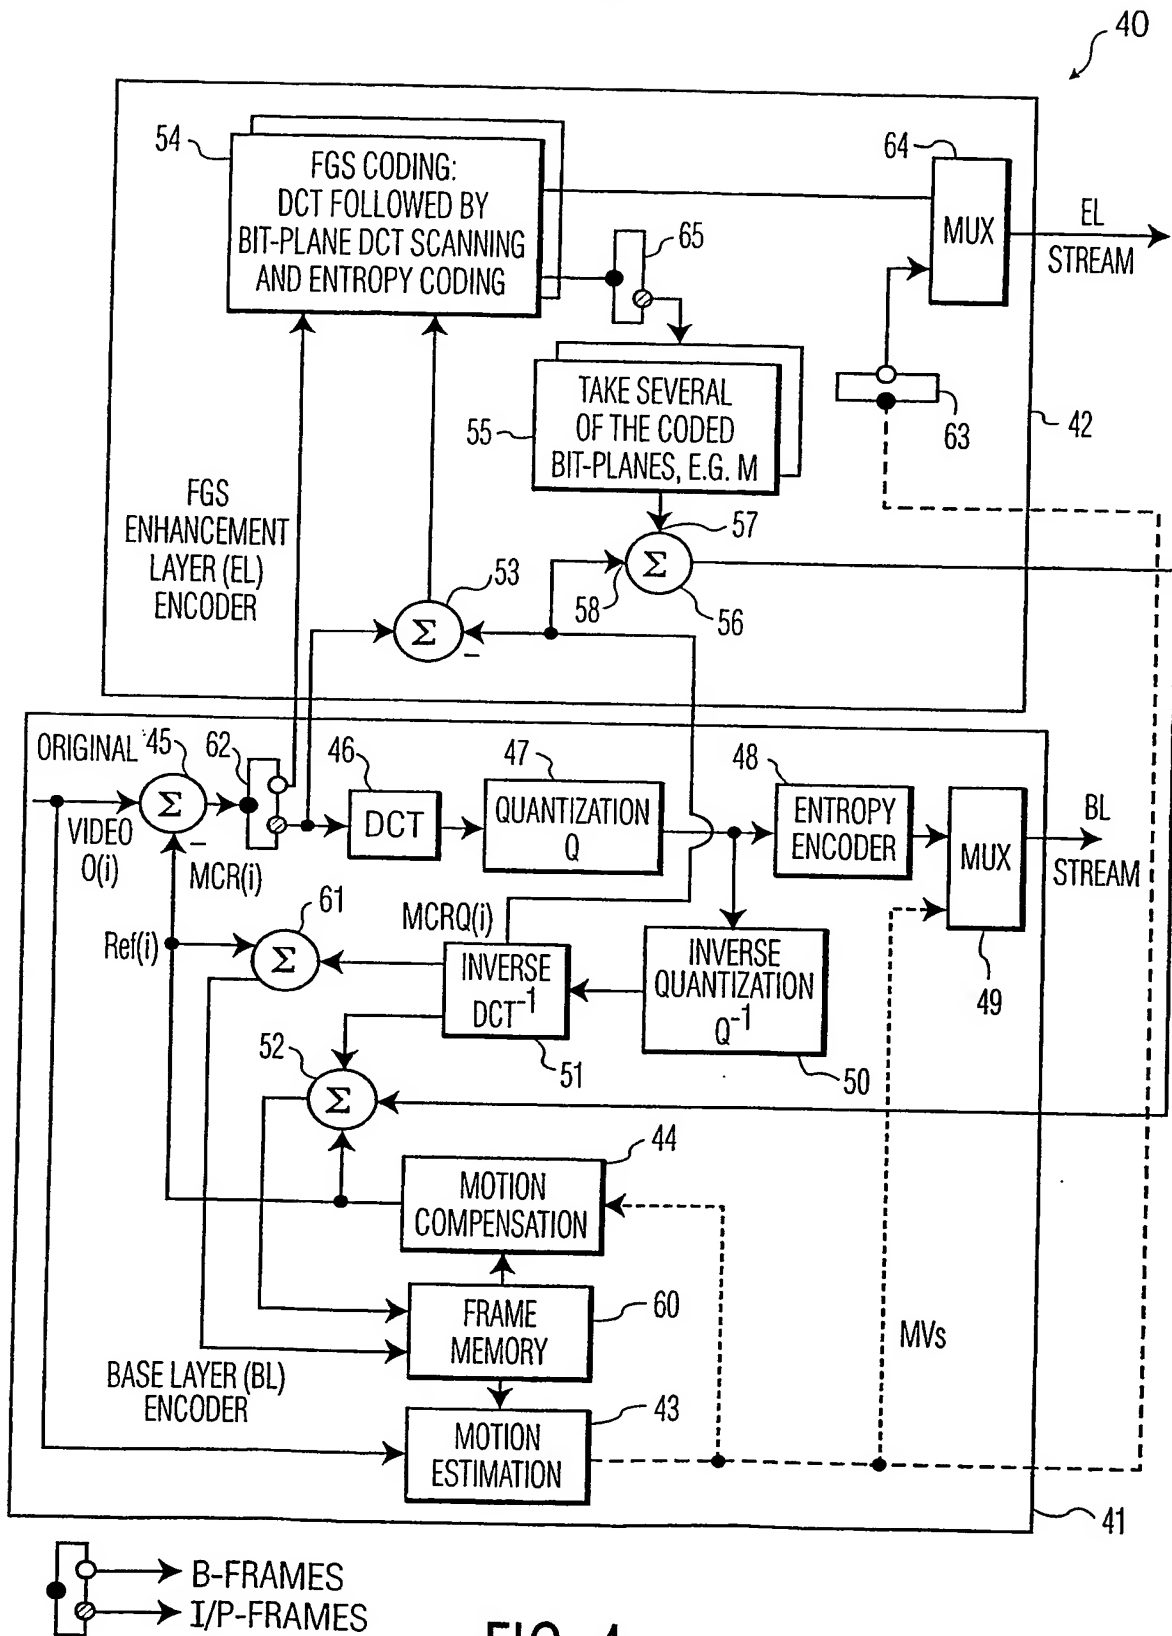 40
54
FGS CODING:
DCT FOLLOWED BY
BIT-PLANE DCT SCANNING
AND ENTROPY CODING
64
MUX
EL
STREAM
65
55
TAKE SEVERAL
OF THE CODED
BIT-PLANES, E.G. M
63
42
FGS
ENHANCEMENT
LAYER (EL)
ENCODER
57
Σ
58
56
53
Σ
−
ORIGINAL
45
62
46
47
48
Σ
DCT
QUANTIZATION
Q
ENTROPY
ENCODER
MUX
BL
STREAM
VIDEO
O(i)
−
MCR(i)
61
MCRQ(i)
Ref(i)
Σ
INVERSE
DCT-1
INVERSE
QUANTIZATION
Q-1
49
52
51
50
Σ
44
MOTION
COMPENSATION
FRAME
MEMORY
60
MVs
BASE LAYER (BL)
ENCODER
43
MOTION
ESTIMATION
41
B-FRAMES
I/P-FRAMES